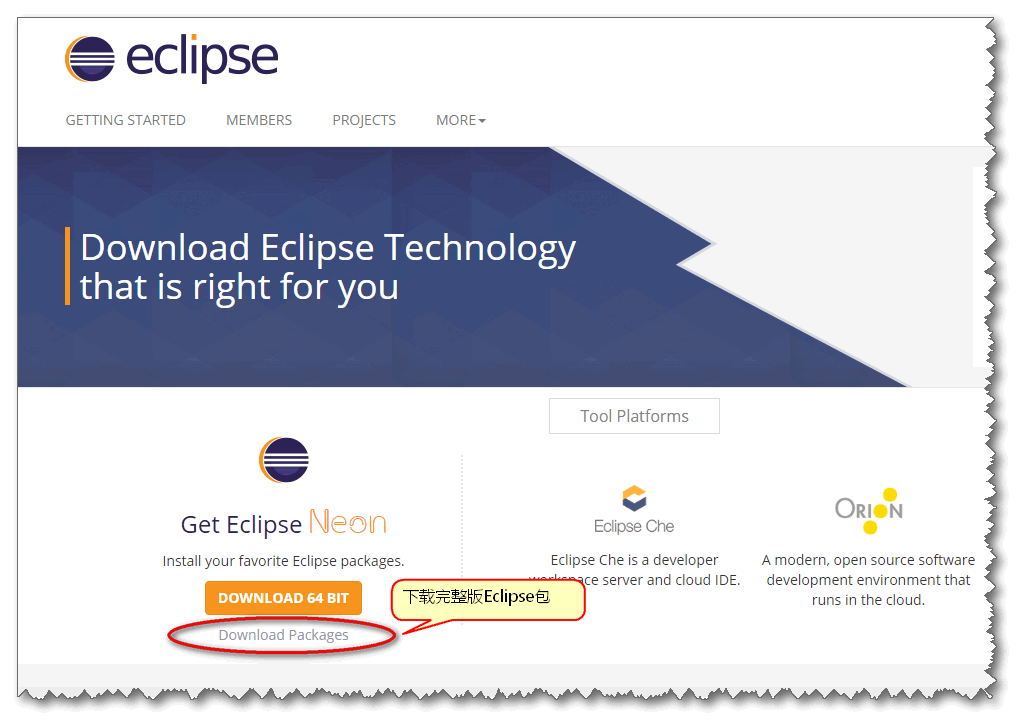 eclipse
GETTING STARTED MEMBERS PROJECTS MORE
Download Eclipse Technology
that is right for you
Tool Platforms
Get Eclipse Neon
Install your favorite Eclipse packages.
DOWNLOAD 64 BIT
Download Packages
下载完整版Eclipse包
Eclipse Che
Eclipse Che is a developer
workspace server and cloud IDE.
ORION
A modern, open source software
development environment that
runs in the cloud.